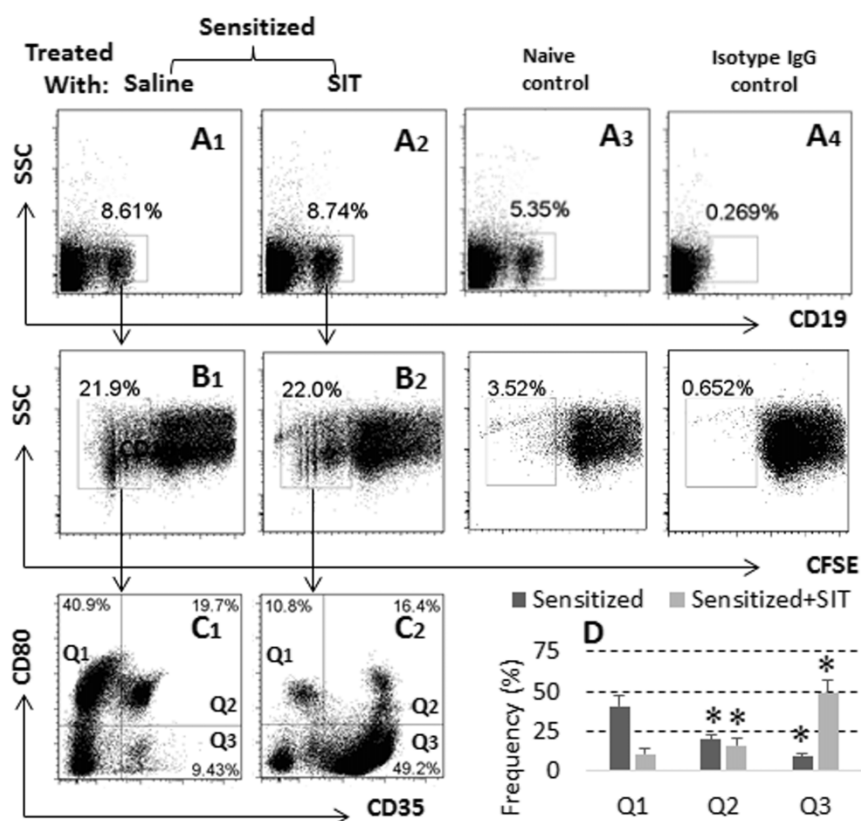 Sensitized
Treated
With: Saline SIT
Naive
control
Isotype IgG
control
SSC
A1
8.61%
A2
8.74%
A3
5.35%
A4
0.269%
CD19
SSC
B1
21.9%
B2
22.0%
3.52%
0.652%
CFSE
CD80
40.9% 19.7%
C1
Q1
Q2
Q3
9.43%
10.8% 16.4%
C2
Q1
Q2
Q3
49.2%
CD35
Sensitized Sensitized+SIT
D
Frequency (%)
75
50
25
0
* * * *
Q1 Q2 Q3